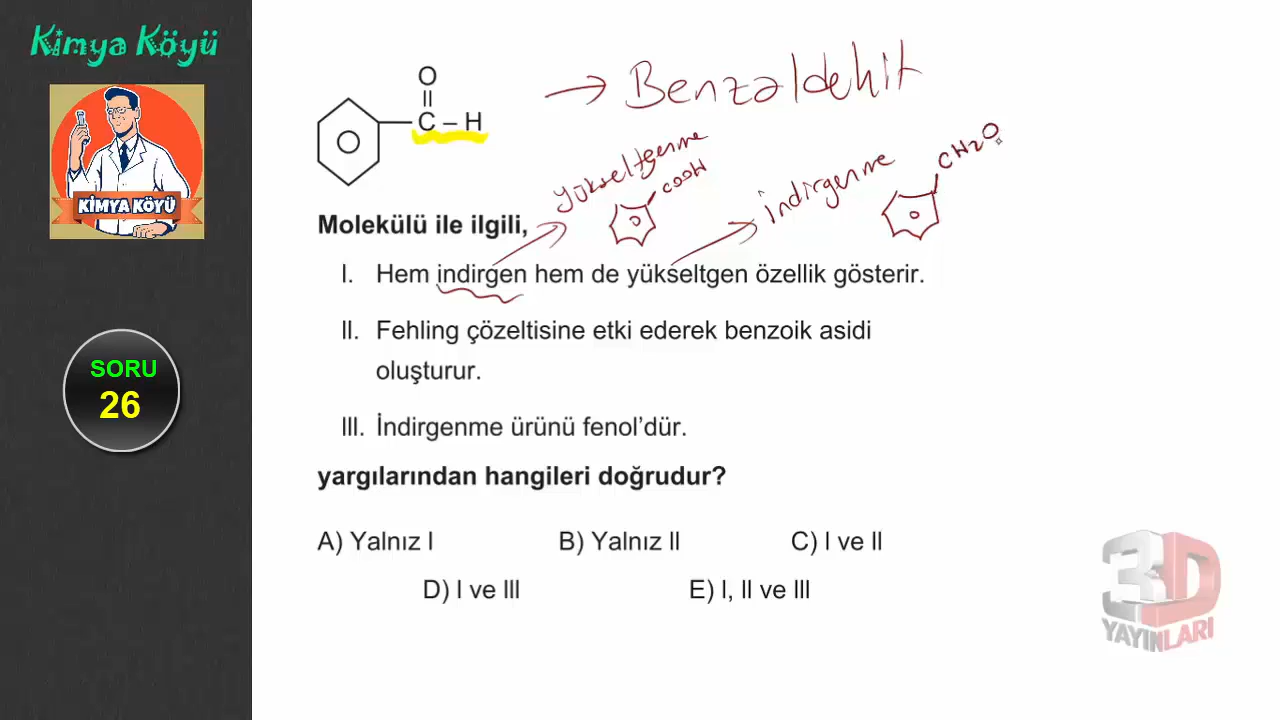 Kimya Köyü
KİMYA KÖYÜ
SORU
26
O
C – H
→ Benzaldehit
yükseltgenme
COOH
İndirgenme
CH2O
Molekülü ile ilgili,
I. Hem indirgen hem de yükseltgen özellik gösterir.
II. Fehling çözeltisine etki ederek benzoik asidi
oluşturur.
III. İndirgenme ürünü fenol’dür.
yargılarından hangileri doğrudur?
A) Yalnız I B) Yalnız II C) I ve II
D) I ve III E) I, II ve III
3D
YAYINLARI